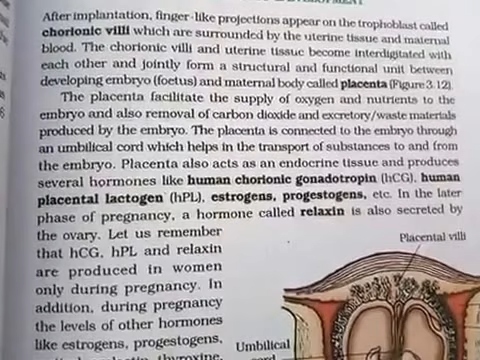 After implantation, finger-like projections appear on the trophoblast called
chorionic villi which are surrounded by the uterine tissue and maternal
blood. The chorionic villi and uterine tissue become interdigitated with
each other and jointly form a structural and functional unit between
developing embryo (foetus) and maternal body called placenta (Figure 3.12).
The placenta facilitate the supply of oxygen and nutrients to the
embryo and also removal of carbon dioxide and excretory/waste materials
produced by the embryo. The placenta is connected to the embryo through
an umbilical cord which helps in the transport of substances to and from
the embryo. Placenta also acts as an endocrine tissue and produces
several hormones like human chorionic gonadotropin (hCG), human
placental lactogen (hPL), estrogens, progestogens, etc. In the later
phase of pregnancy, a hormone called relaxin is also secreted by
the ovary. Let us remember
that hCG, hPL and relaxin
are produced in women
only during pregnancy. In
addition, during pregnancy
the levels of other hormones
like estrogens, progestogens,
thyroxine,
Placental villi
Umbilical
cord